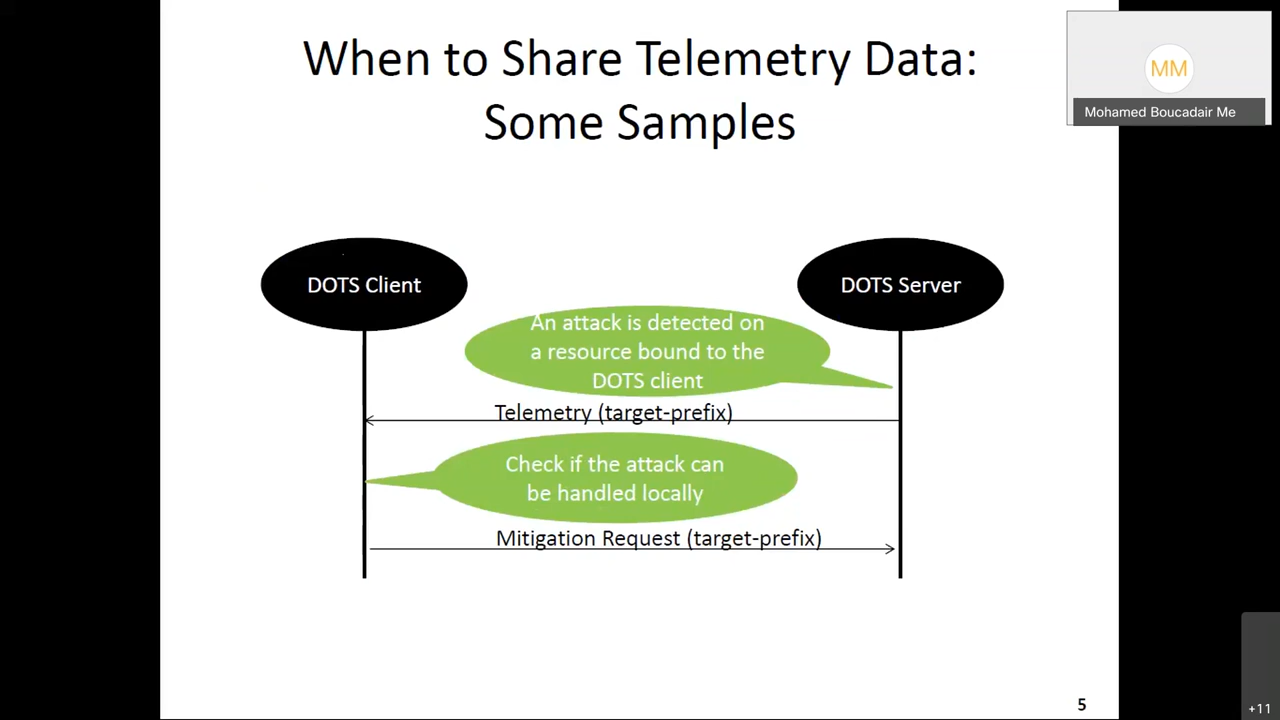 When to Share Telemetry Data:
Some Samples
MM
Mohamed Boucadair Me
DOTS Client
DOTS Server
An attack is detected on
a resource bound to the
DOTS client
Telemetry (target-prefix)
Check if the attack can
be handled locally
Mitigation Request (target-prefix)
5
+11